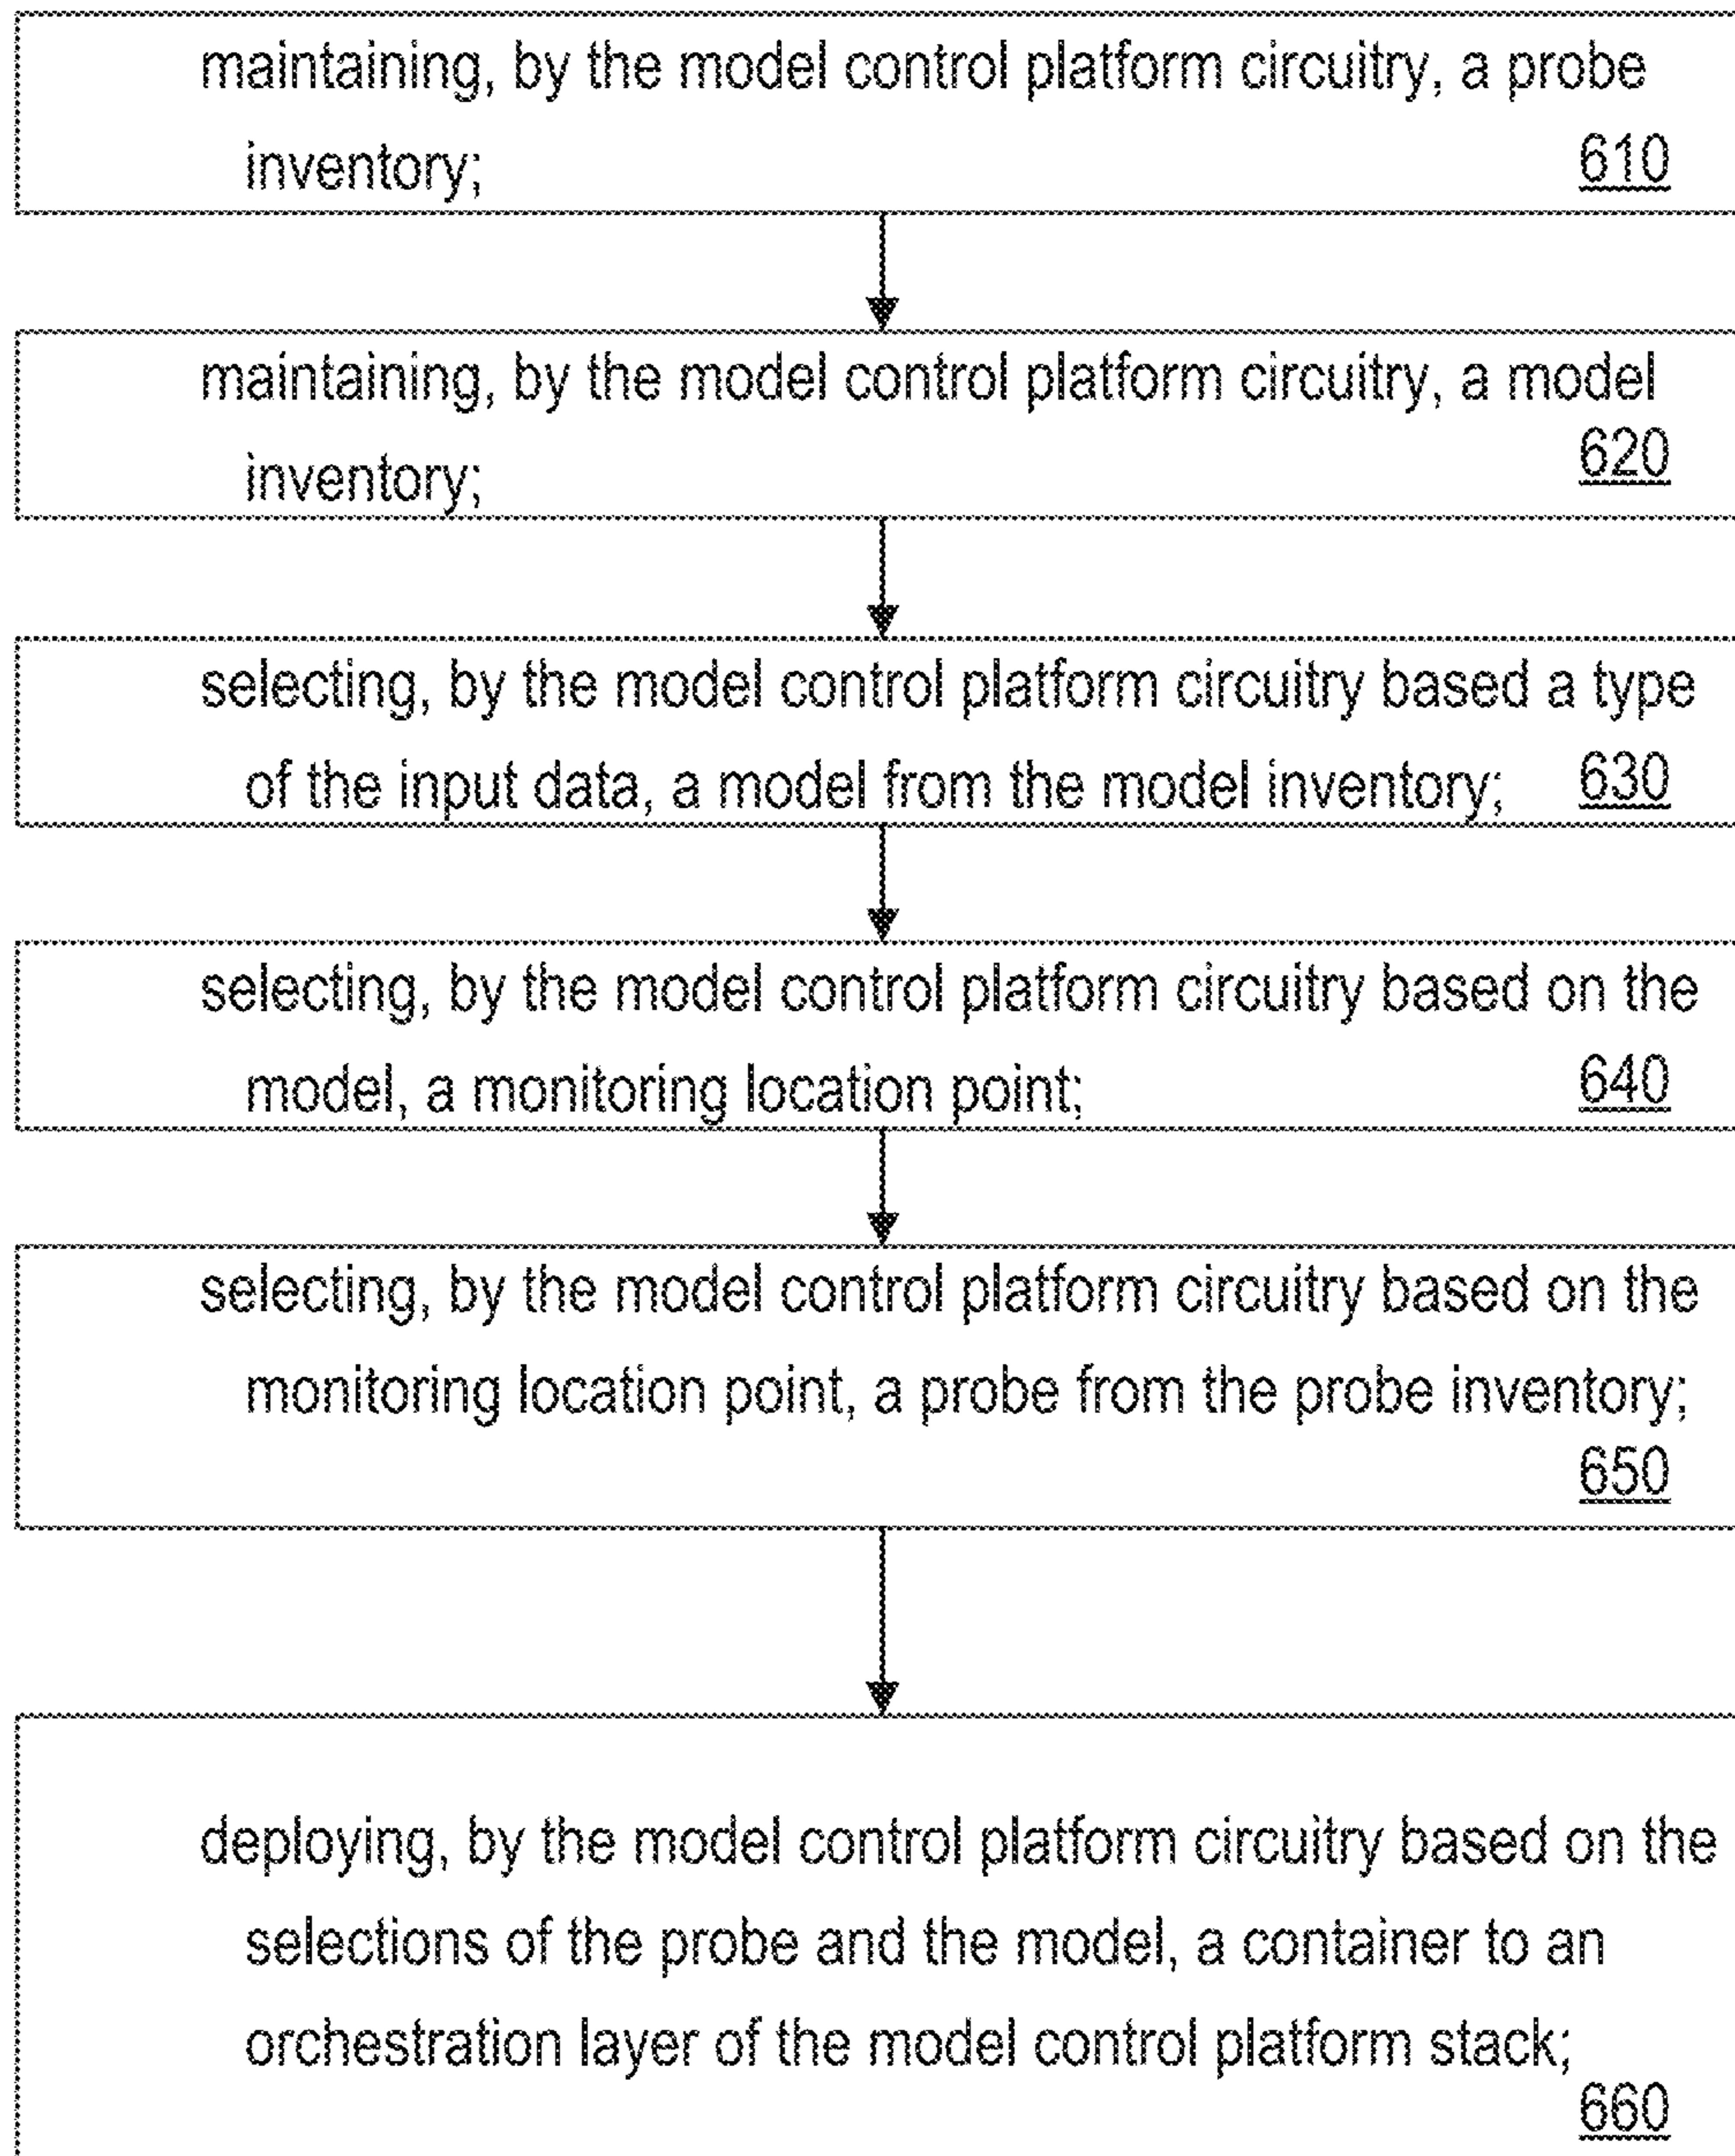 maintaining, by the model control platform circuitry, a probe
inventory;
610
maintaining, by the model control platform circuitry, a model
inventory;
620
selecting, by the model control platform circuitry based a type
of the input data, a model from the model inventory;
630
selecting, by the model control platform circuitry based on the
model, a monitoring location point;
640
selecting, by the model control platform circuitry based on the
monitoring location point, a probe from the probe inventory;
650
deploying, by the model control platform circuitry based on the
selections of the probe and the model, a container to an
orchestration layer of the model control platform stack;
660